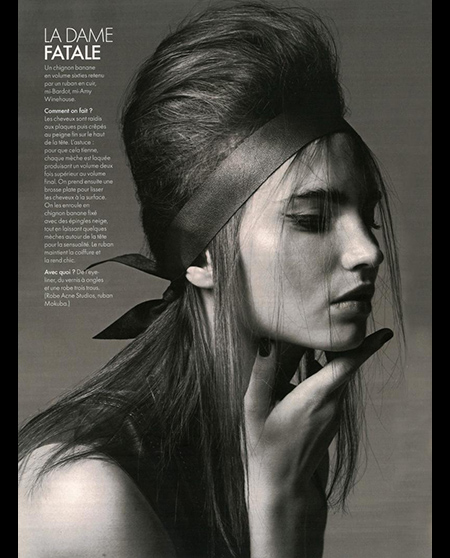 LA DAME
FATALE
Un chignon banane
en volume sixties retenu
par un ruban en cuir,
mi-Bardot, mi-Amy
Winehouse.
Comment on fait ?
Les cheveux sont raidis
aux plaques puis crêpés
au peigne fin sur le haut
de la tête. L'astuce :
pour que cela tienne,
chaque mèche est laquée
produisant un volume deux
fois supérieur au volume
final. On prend ensuite une
brosse plate pour lisser
les cheveux à la surface.
On les enroule en
chignon banane fixé
avec des épingles neige,
tout en laissant quelques
mèches autour de la tête
pour la sensualité. Le ruban
maintient la coiffure et
la rend chic.
Avec quoi ? De l'eye-
liner, du vernis à ongles
et une robe trois trous.
(Robe Acne Studios, ruban
Mokuba.)